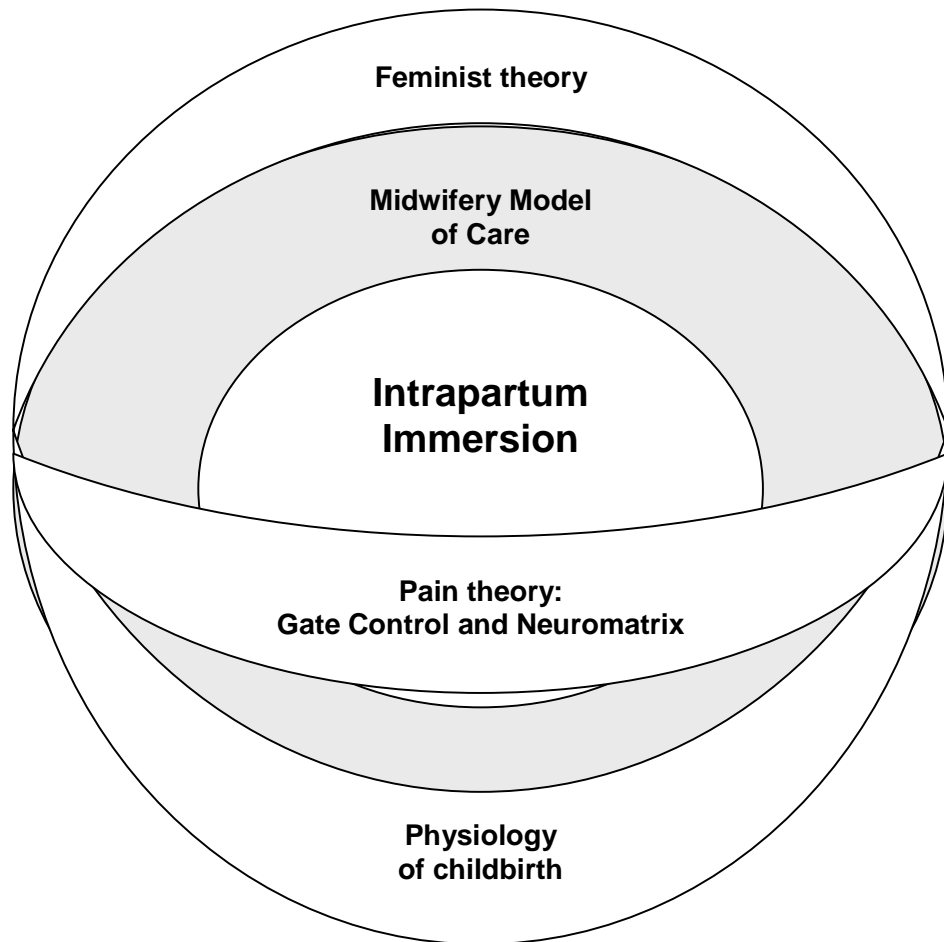 Feminist theory
Midwifery Model
of Care
Intrapartum
Immersion
Pain theory:
Gate Control and Neuromatrix
Physiology
of childbirth